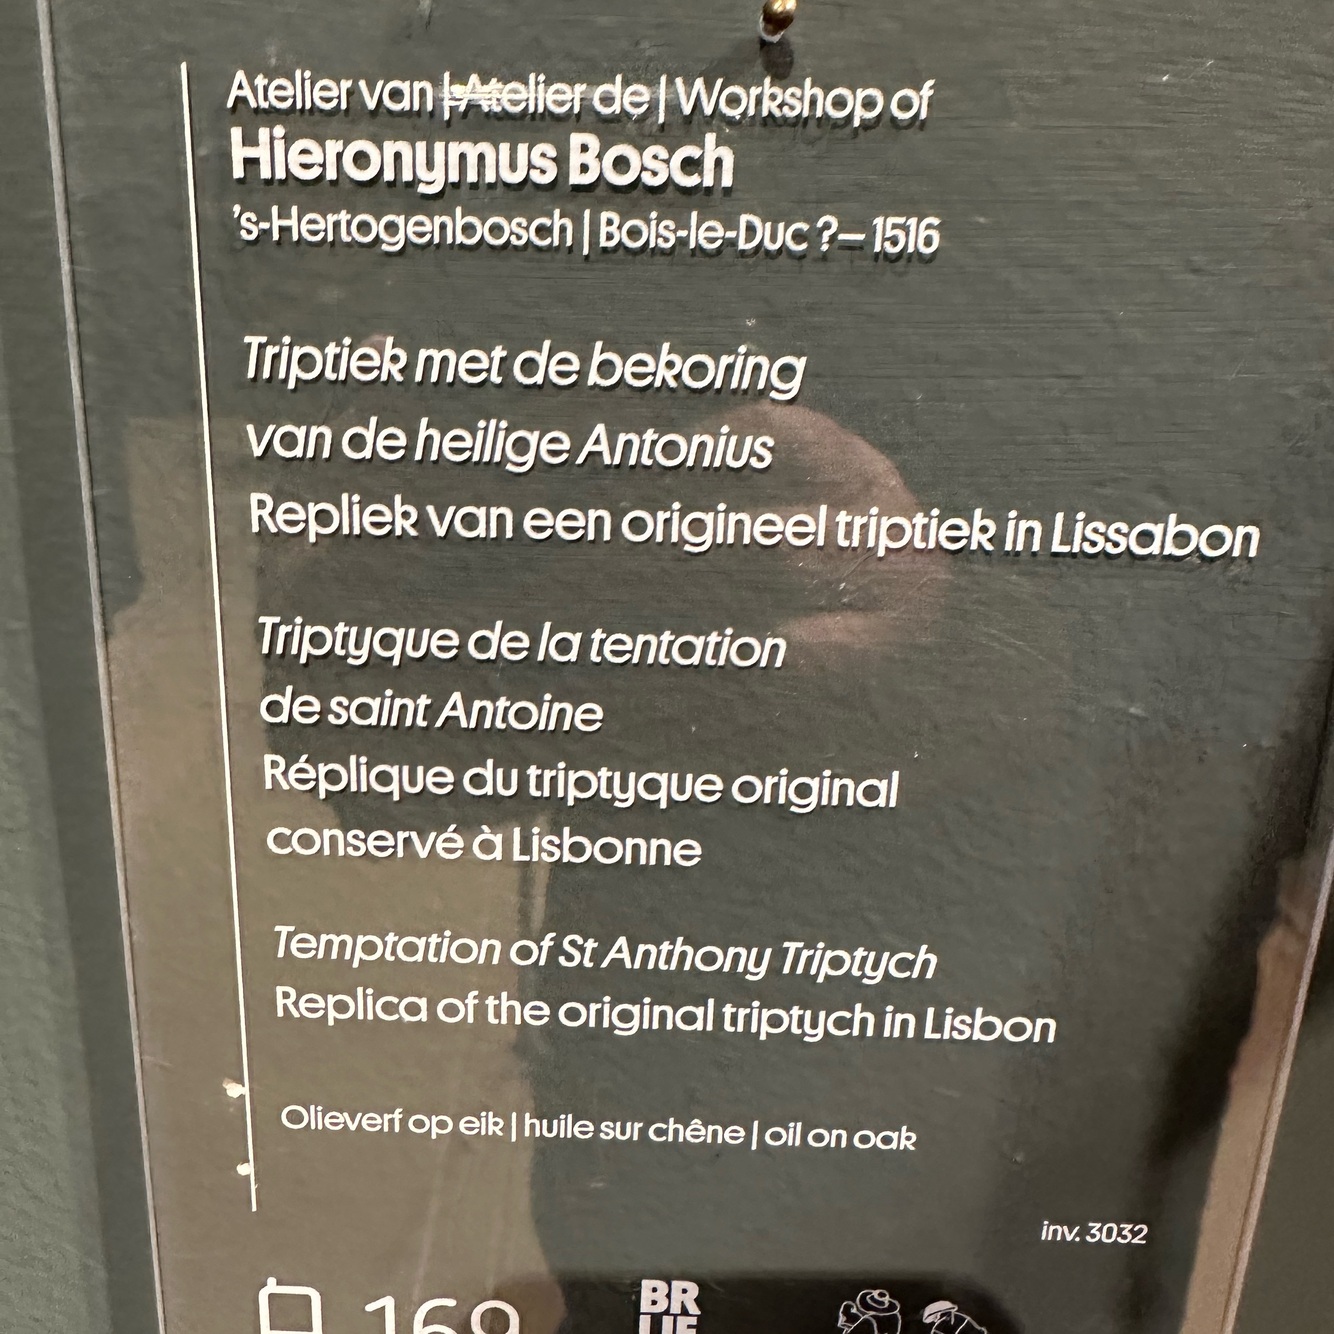 Atelier van | Atelier de | Workshop of
Hieronymus Bosch
's-Hertogenbosch | Bois-le-Duc ? – 1516
Triptiek met de bekoring
van de heilige Antonius
Repliek van een origineel triptiek in Lissabon
Triptyque de la tentation
de saint Antoine
Réplique du triptyque original
conservé à Lisbonne
Temptation of St Anthony Triptych
Replica of the original triptych in Lisbon
Olieverf op eik | huile sur chêne | oil on oak
inv. 3032
169
BR